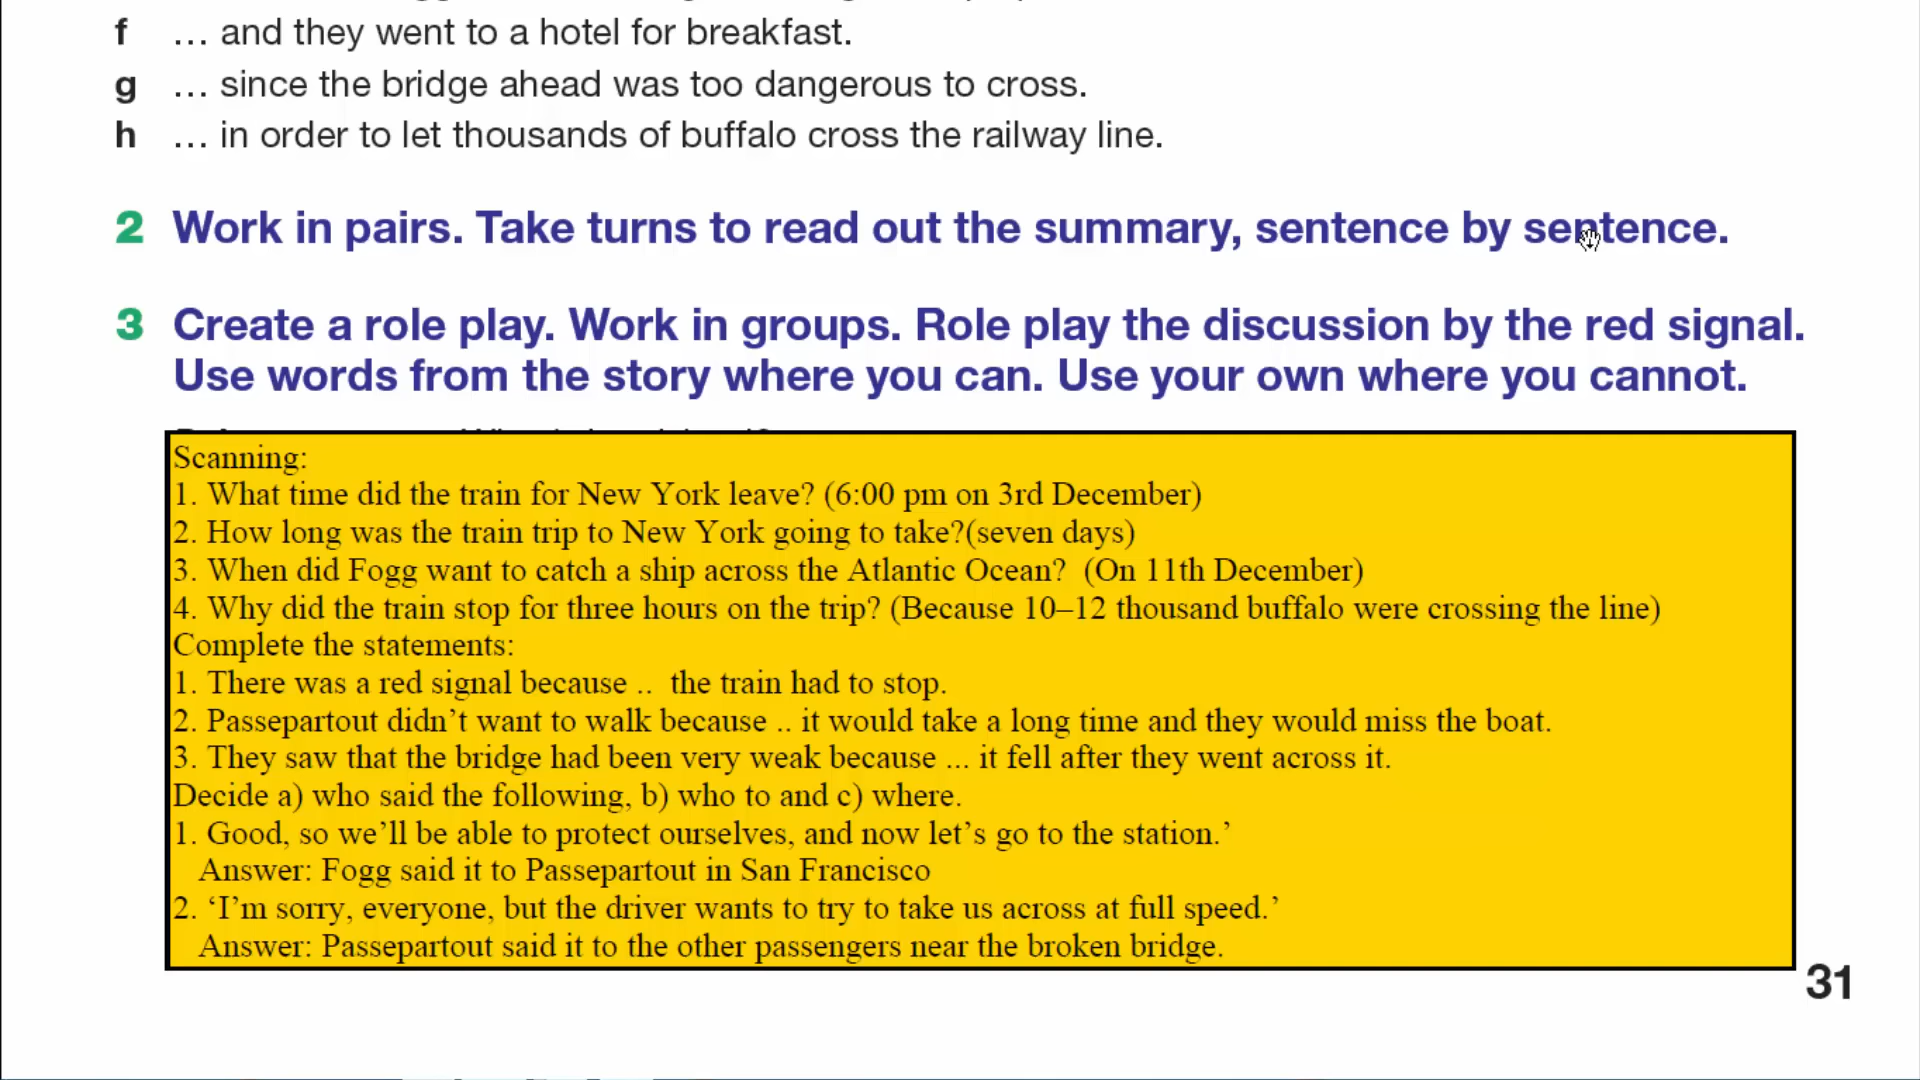 f … and they went to a hotel for breakfast.
g … since the bridge ahead was too dangerous to cross.
h … in order to let thousands of buffalo cross the railway line.
2 Work in pairs. Take turns to read out the summary, sentence by sentence.
3 Create a role play. Work in groups. Role play the discussion by the red signal.
Use words from the story where you can. Use your own where you cannot.
Scanning:
1. What time did the train for New York leave? (6:00 pm on 3rd December)
2. How long was the train trip to New York going to take?(seven days)
3. When did Fogg want to catch a ship across the Atlantic Ocean?  (On 11th December)
4. Why did the train stop for three hours on the trip? (Because 10–12 thousand buffalo were crossing the line)
Complete the statements:
1. There was a red signal because ..  the train had to stop.
2. Passepartout didn’t want to walk because .. it would take a long time and they would miss the boat.
3. They saw that the bridge had been very weak because ... it fell after they went across it.
Decide a) who said the following, b) who to and c) where.
1. Good, so we’ll be able to protect ourselves, and now let’s go to the station.’
Answer: Fogg said it to Passepartout in San Francisco
2. ‘I’m sorry, everyone, but the driver wants to try to take us across at full speed.’
Answer: Passepartout said it to the other passengers near the broken bridge.
31